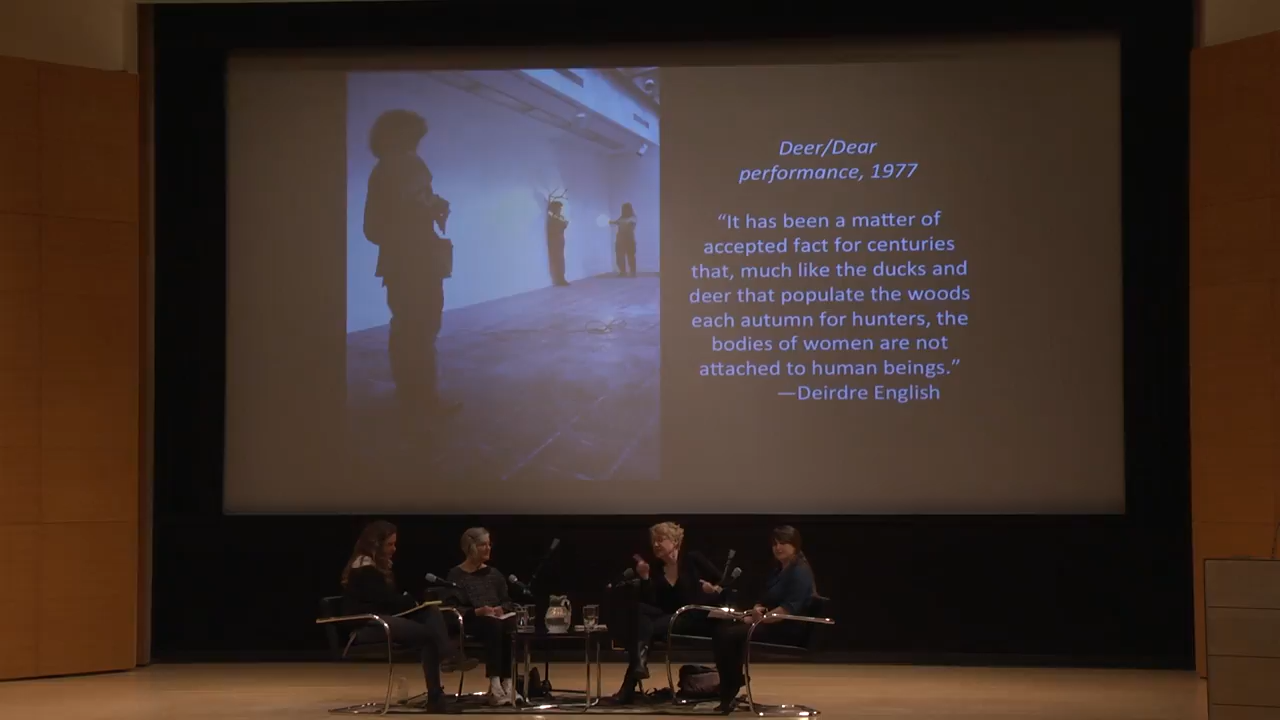 Deer/Dear
performance, 1977
“It has been a matter of
accepted fact for centuries
that, much like the ducks and
deer that populate the woods
each autumn for hunters, the
bodies of women are not
attached to human beings.”
—Deirdre English